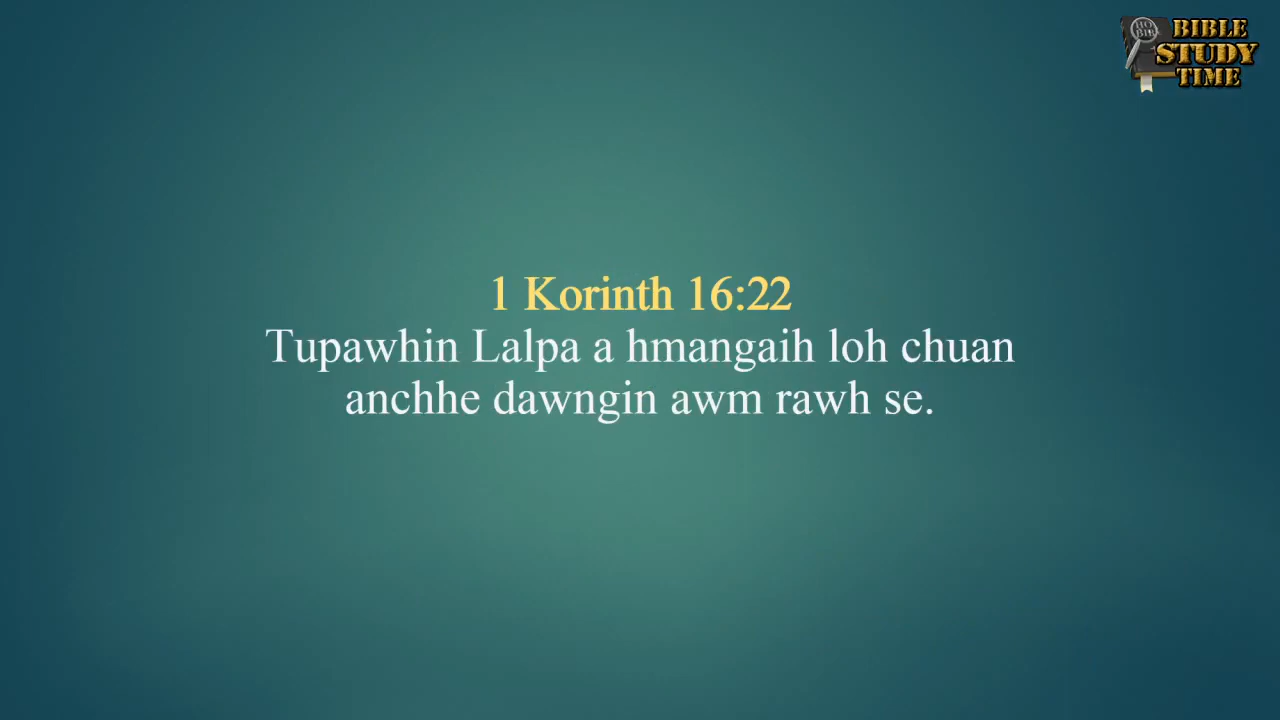 BIBLE
STUDY
TIME
1 Korinth 16:22
Tupawhin Lalpa a hmangaih loh chuan
anchhe dawngin awm rawh se.